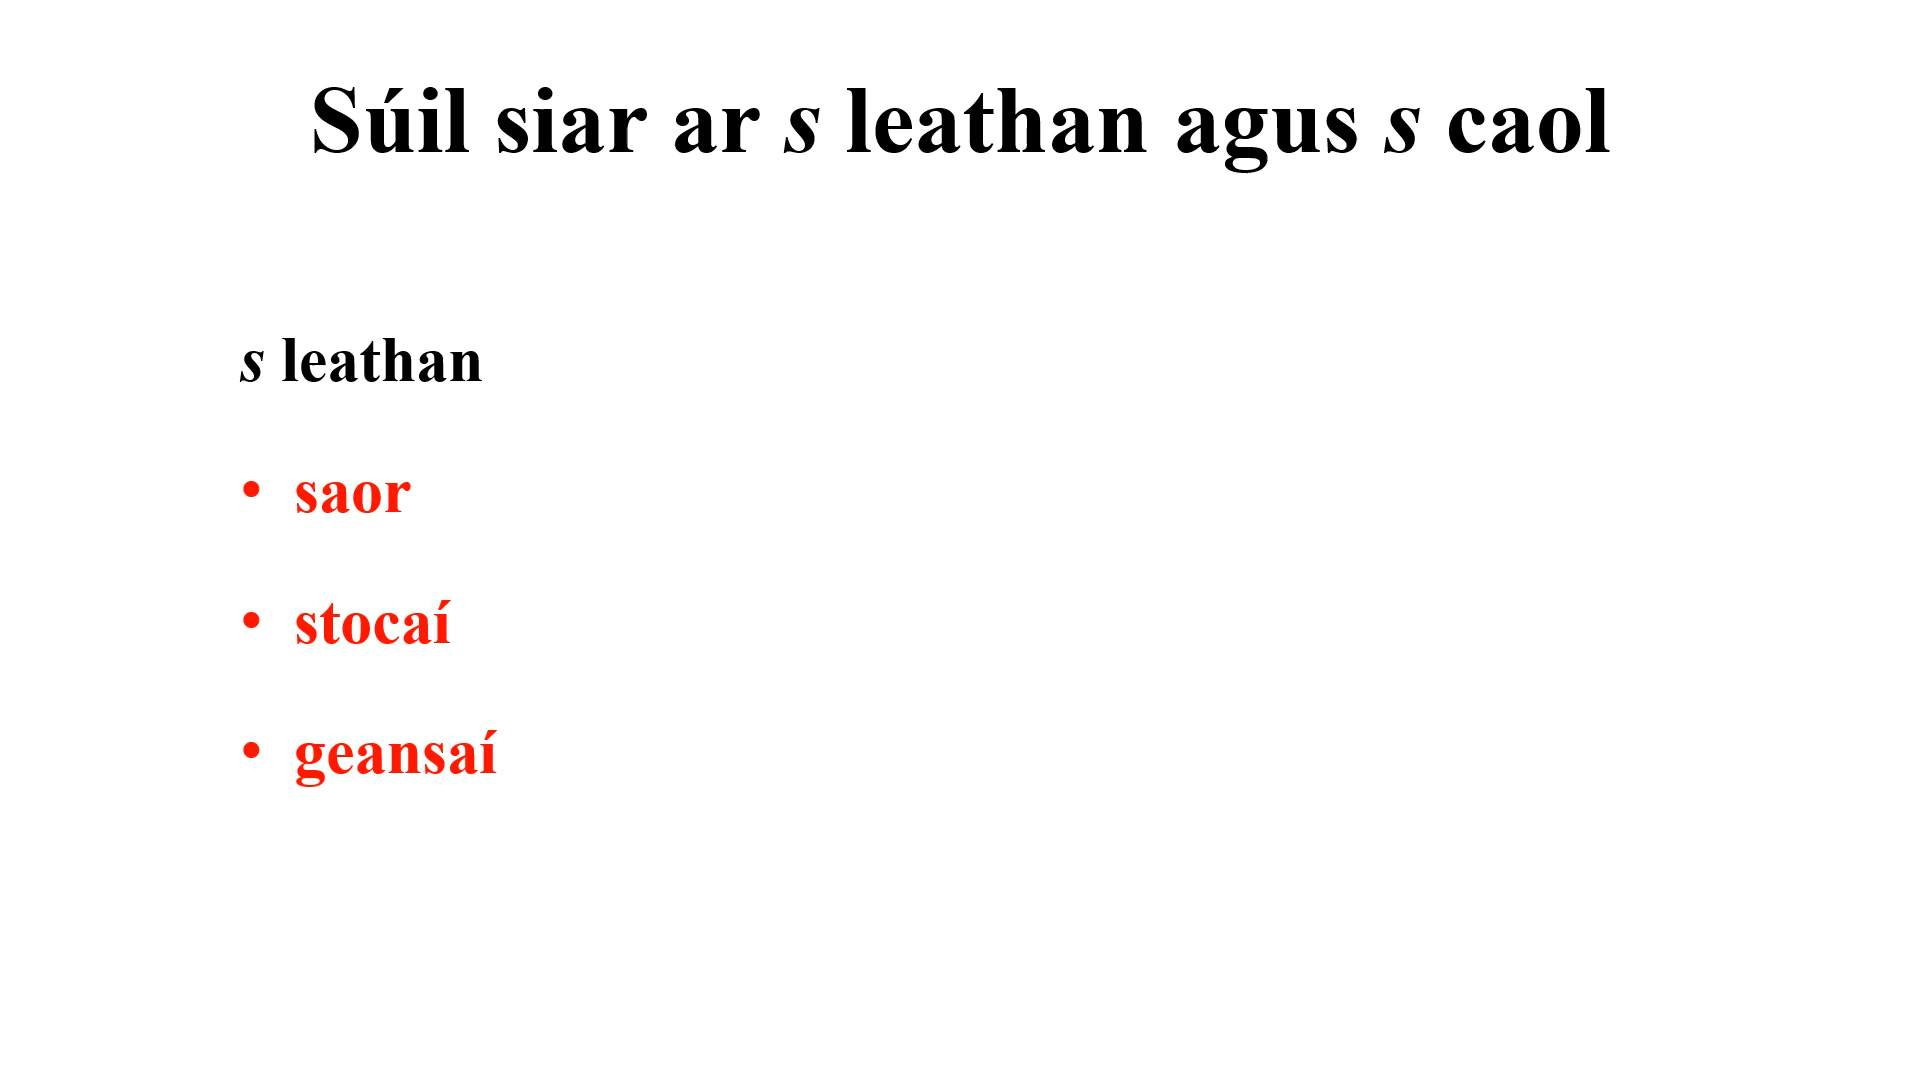 Súil siar ar s leathan agus s caol
s leathan
• saor
• stocaí
• geansaí